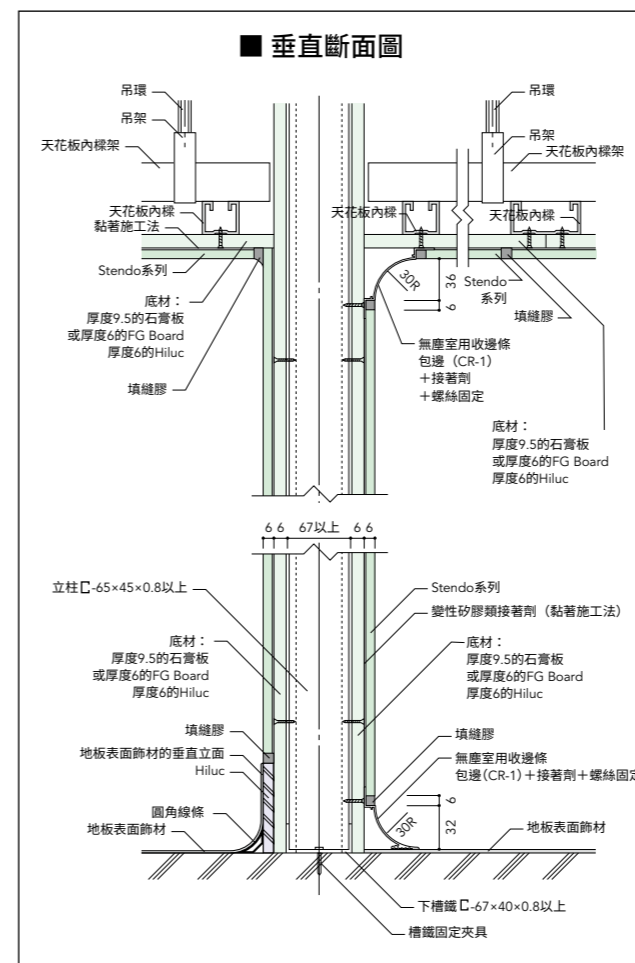 ■ 垂直斷面圖
吊環
吊架
天花板內樑架
天花板內樑
黏著施工法
Stendo系列
底材：
厚度9.5的石膏板
或厚度6的FG Board
厚度6的Hiluc
填縫膠
吊環
吊架
天花板內樑架
天花板內樑
天花板內樑
30R
36
6
Stendo
系列
填縫膠
無塵室用收邊條
包邊（CR-1）
＋接著劑
＋螺絲固定
底材：
厚度9.5的石膏板
或厚度6的FG Board
厚度6的Hiluc
6 6 67以上 6 6
立柱 C-65×45×0.8以上
底材：
厚度9.5的石膏板
或厚度6的FG Board
厚度6的Hiluc
填縫膠
地板表面飾材的垂直立面
Hiluc
圓角線條
地板表面飾材
Stendo系列
變性矽膠類接著劑（黏著施工法）
底材：
厚度9.5的石膏板
或厚度6的FG Board
厚度6的Hiluc
填縫膠
無塵室用收邊條
包邊（CR-1）＋接著劑＋螺絲固定
30R
6
32
地板表面飾材
下槽鐵 C-67×40×0.8以上
槽鐵固定夾具